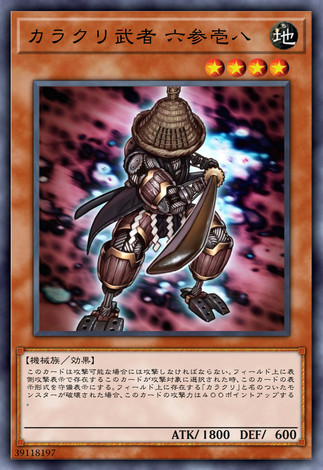 カラクリ武者 六参壱八
地
【機械族／効果】
このカードは攻撃可能な場合には攻撃しなければならない。フィールド上に表
側攻撃表示で存在するこのカードが攻撃対象に選択された時、このカードの表
示形式を守備表示にする。フィールド上に存在する「カラクリ」と名のついたモ
ンスターが破壊された場合、このカードの攻撃力は４００ポイントアップする
。
ATK/ 1800 DEF/ 600
39118197